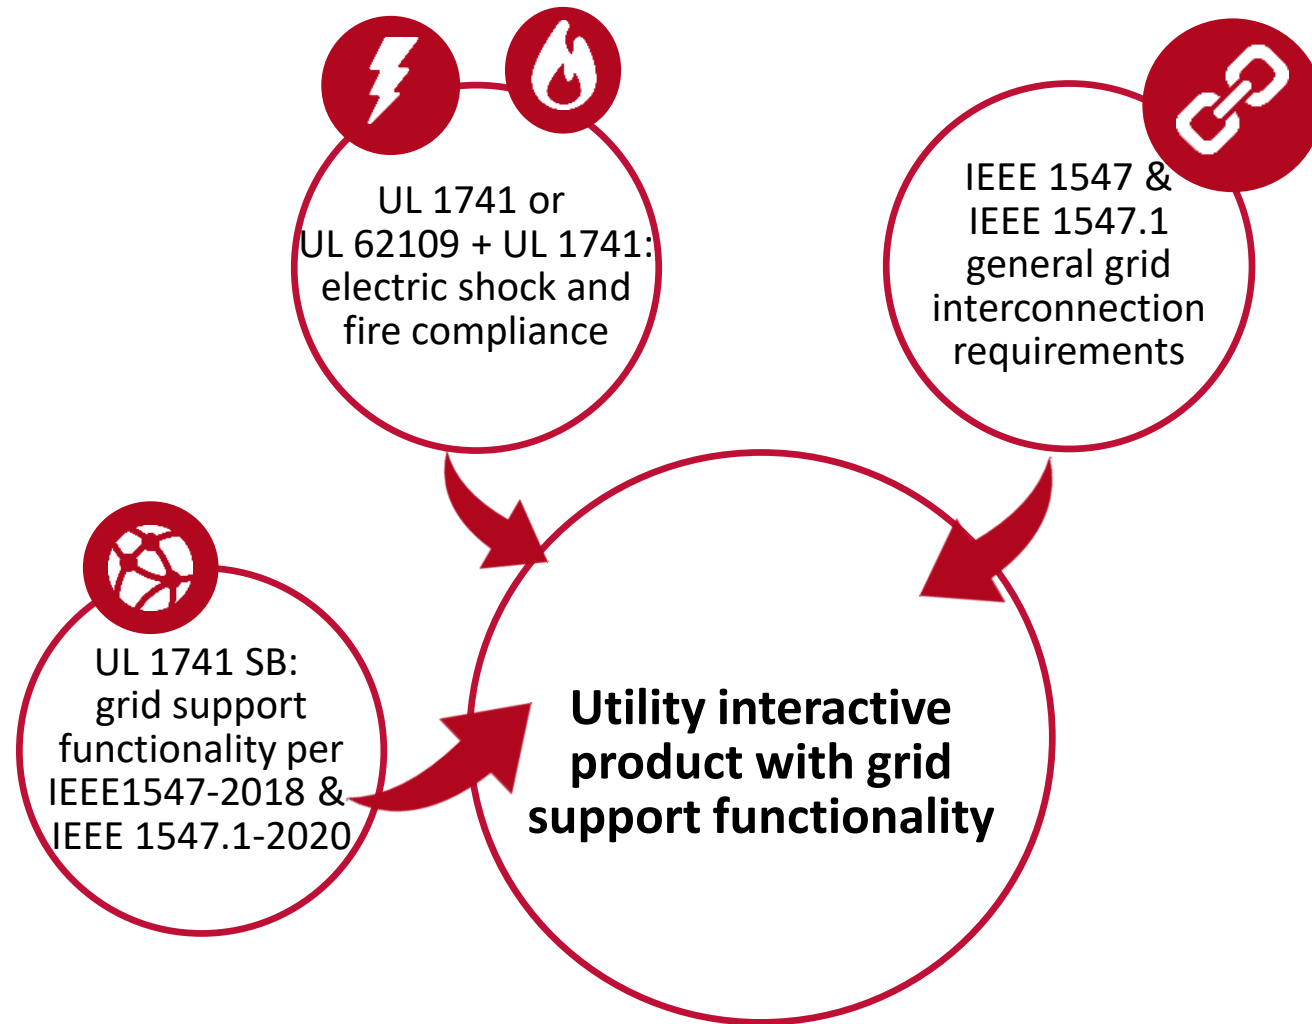 UL 1741 or
UL 62109 + UL 1741:
electric shock and
fire compliance
IEEE 1547 &
IEEE 1547.1
general grid
interconnection
requirements
UL 1741 SB:
grid support
functionality per
IEEE1547-2018 &
IEEE 1547.1-2020
Utility interactive
product with grid
support functionality